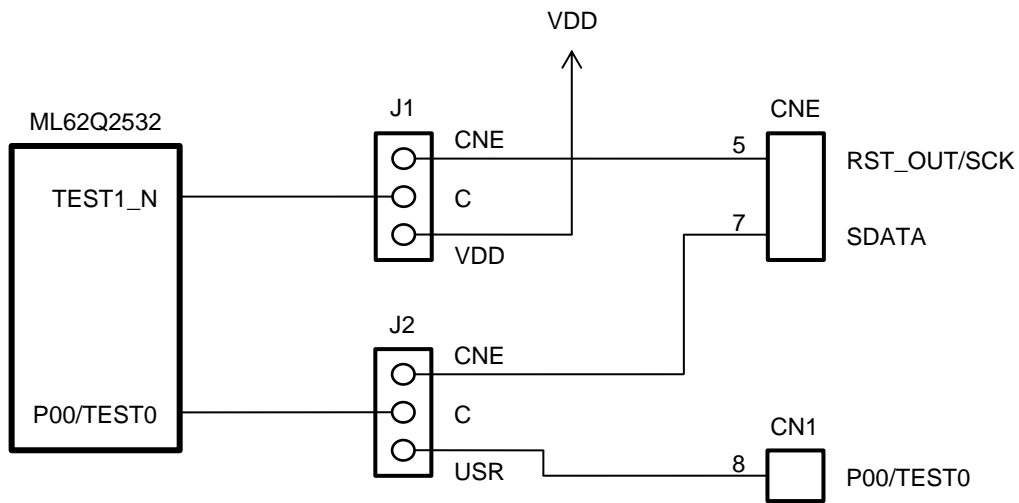 VDD
ML62Q2532
J1
CNE
CNE
5
RST_OUT/SCK
TEST1_N
C
7
SDATA
VDD
J2
CNE
P00/TEST0
C
CN1
USR
8
P00/TEST0